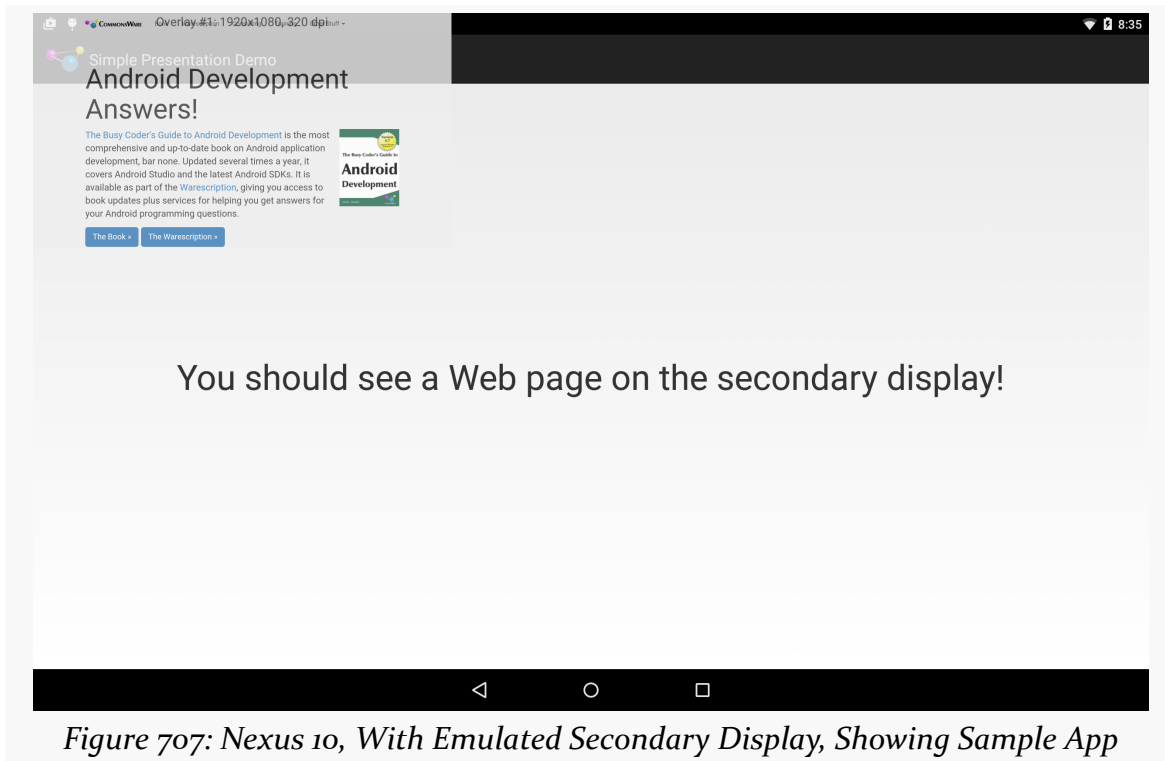 CommonsWare
Overlay #1: 1920x1080, 320 dpi
8:35
Simple Presentation Demo
Android Development
Answers!
The Busy Coder's Guide to Android Development is the most
comprehensive and up-to-date book on Android application
development, bar none. Updated several times a year, it
covers Android Studio and the latest Android SDKs. It is
available as part of the Warescription, giving you access to
book updates plus services for helping you get answers for
your Android programming questions.
The Busy Coder's Guide to
Android
Development
The Book »
The Warescription »
You should see a Web page on the secondary display!
Figure 707: Nexus 10, With Emulated Secondary Display, Showing Sample App